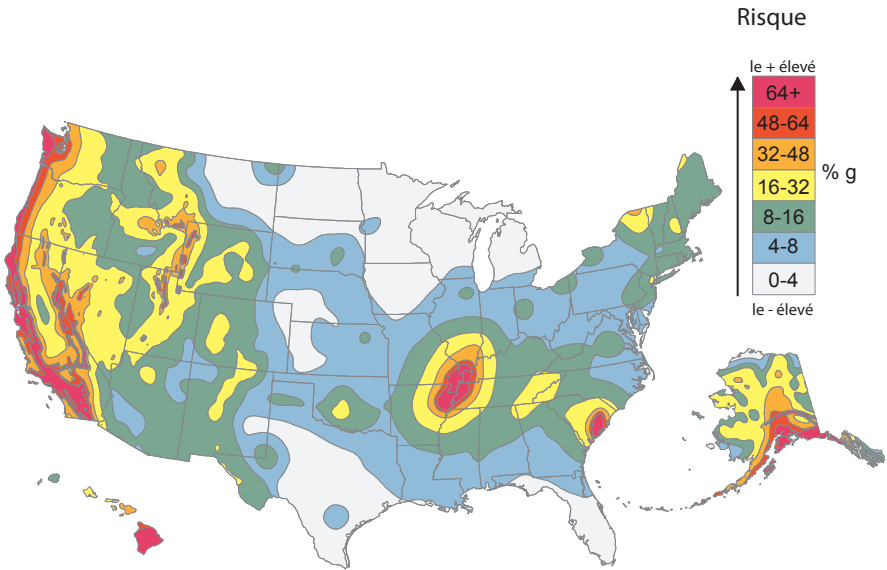 Risque
le + élevé
64+
48-64
32-48
16-32
% g
8-16
4-8
0-4
le - élevé